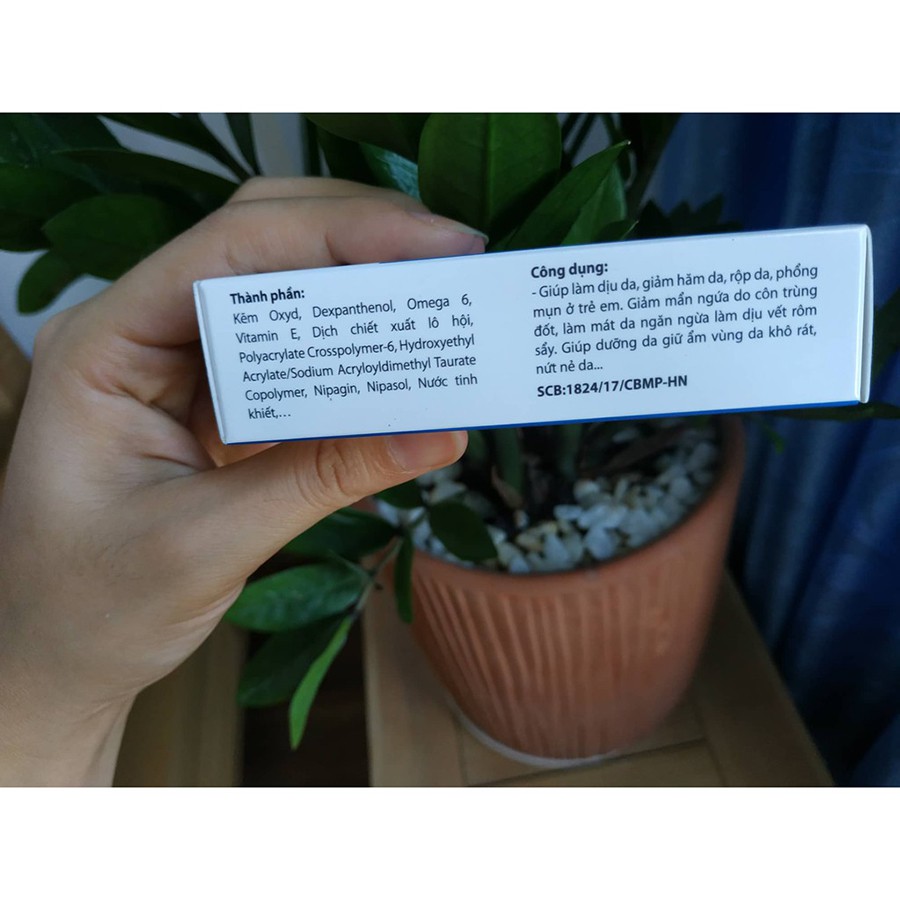 Thành phần:
Kẽm Oxyd, Dexpanthenol, Omega 6,
Vitamin E, Dịch chiết xuất lô hội,
Polyacrylate Crosspolymer-6, Hydroxyethyl
Acrylate/Sodium Acryloyldimethyl Taurate
Copolymer, Nipagin, Nipasol, Nước tinh
khiết,...
Công dụng:
- Giúp làm dịu da, giảm hăm da, rộp da, phồng
mụn ở trẻ em. Giảm mẩn ngứa do côn trùng
đốt, làm mát da ngăn ngừa làm dịu vết rôm
sẩy. Giúp dưỡng da giữ ẩm vùng da khô rát,
nứt nẻ da...
SCB:1824/17/CBMP-HN